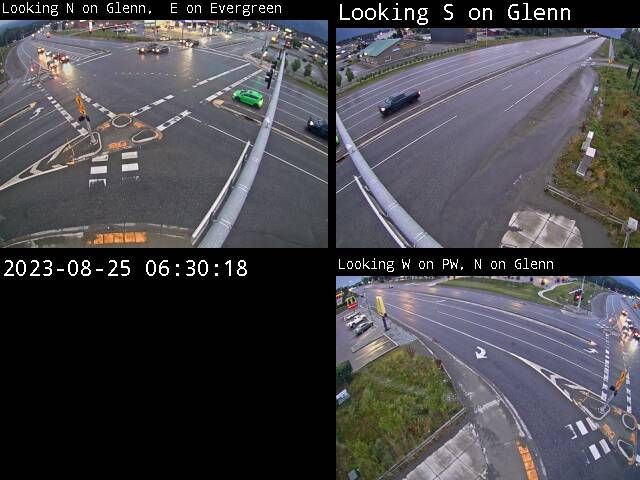 Looking N on Glenn, E on Evergreen
Looking S on Glenn
2023-08-25 06:30:18
Looking W on PW, N on Glenn